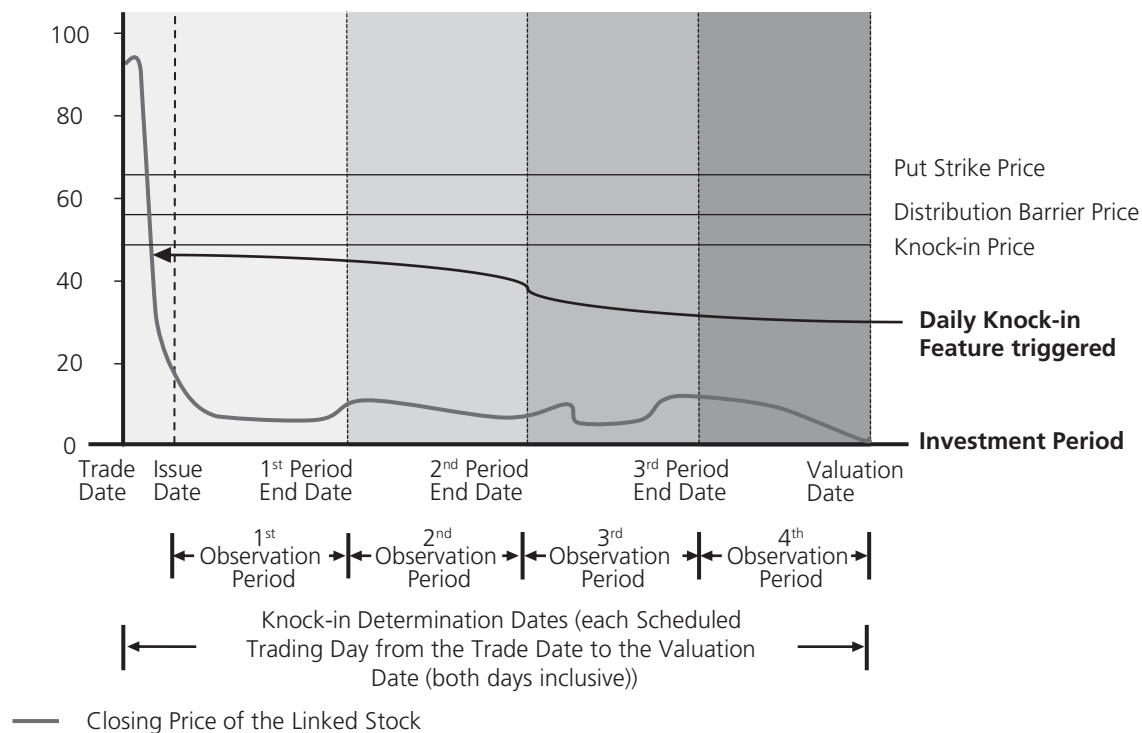 100
80
60
40
20
0
Put Strike Price
Distribution Barrier Price
Knock-in Price
Daily Knock-in
Feature triggered
Investment Period
Trade
Date
Issue
Date
1st Period
End Date
2nd Period
End Date
3rd Period
End Date
Valuation
Date
1st
Observation
Period
2nd
Observation
Period
3rd
Observation
Period
4th
Observation
Period
Knock-in Determination Dates (each Scheduled
Trading Day from the Trade Date to the Valuation
Date (both days inclusive))
Closing Price of the Linked Stock